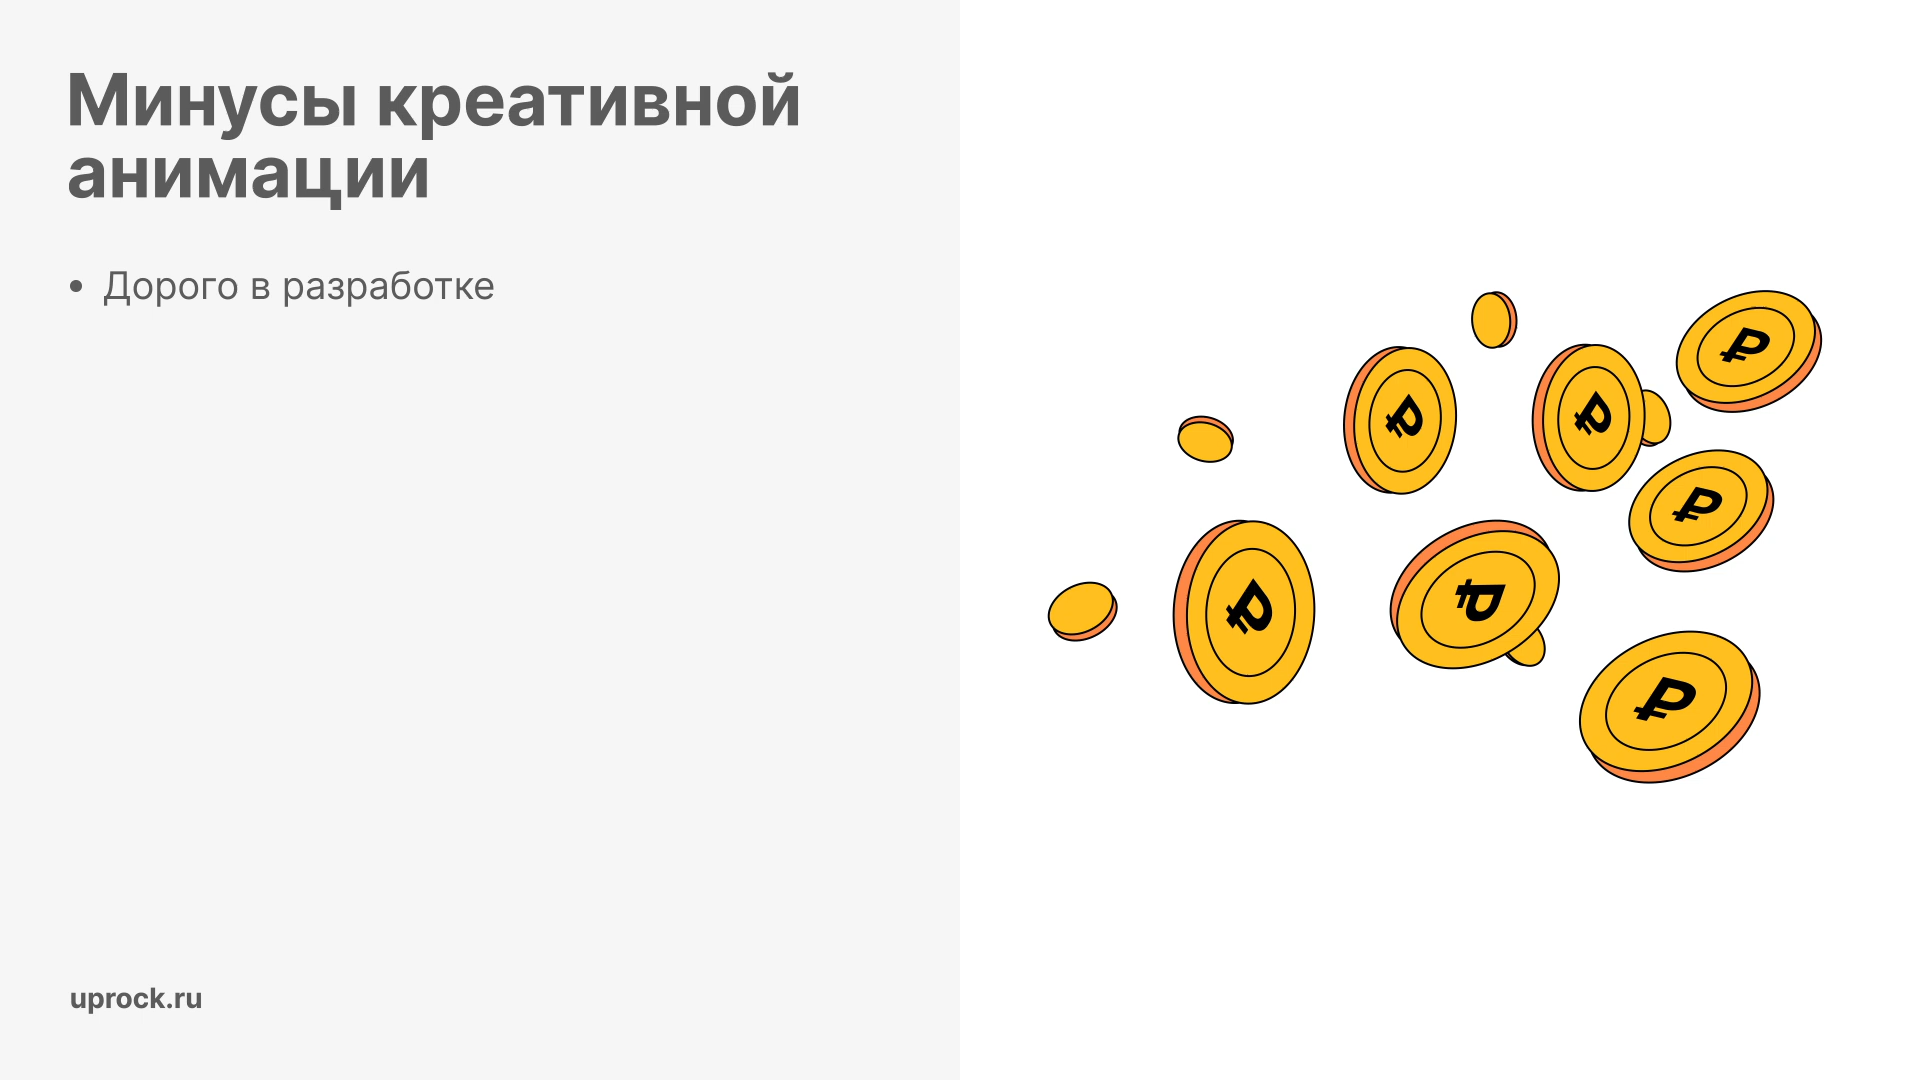 Минусы креативной
анимации
• Дорого в разработке
₽
₽
₽
₽
₽
₽
₽
uprock.ru